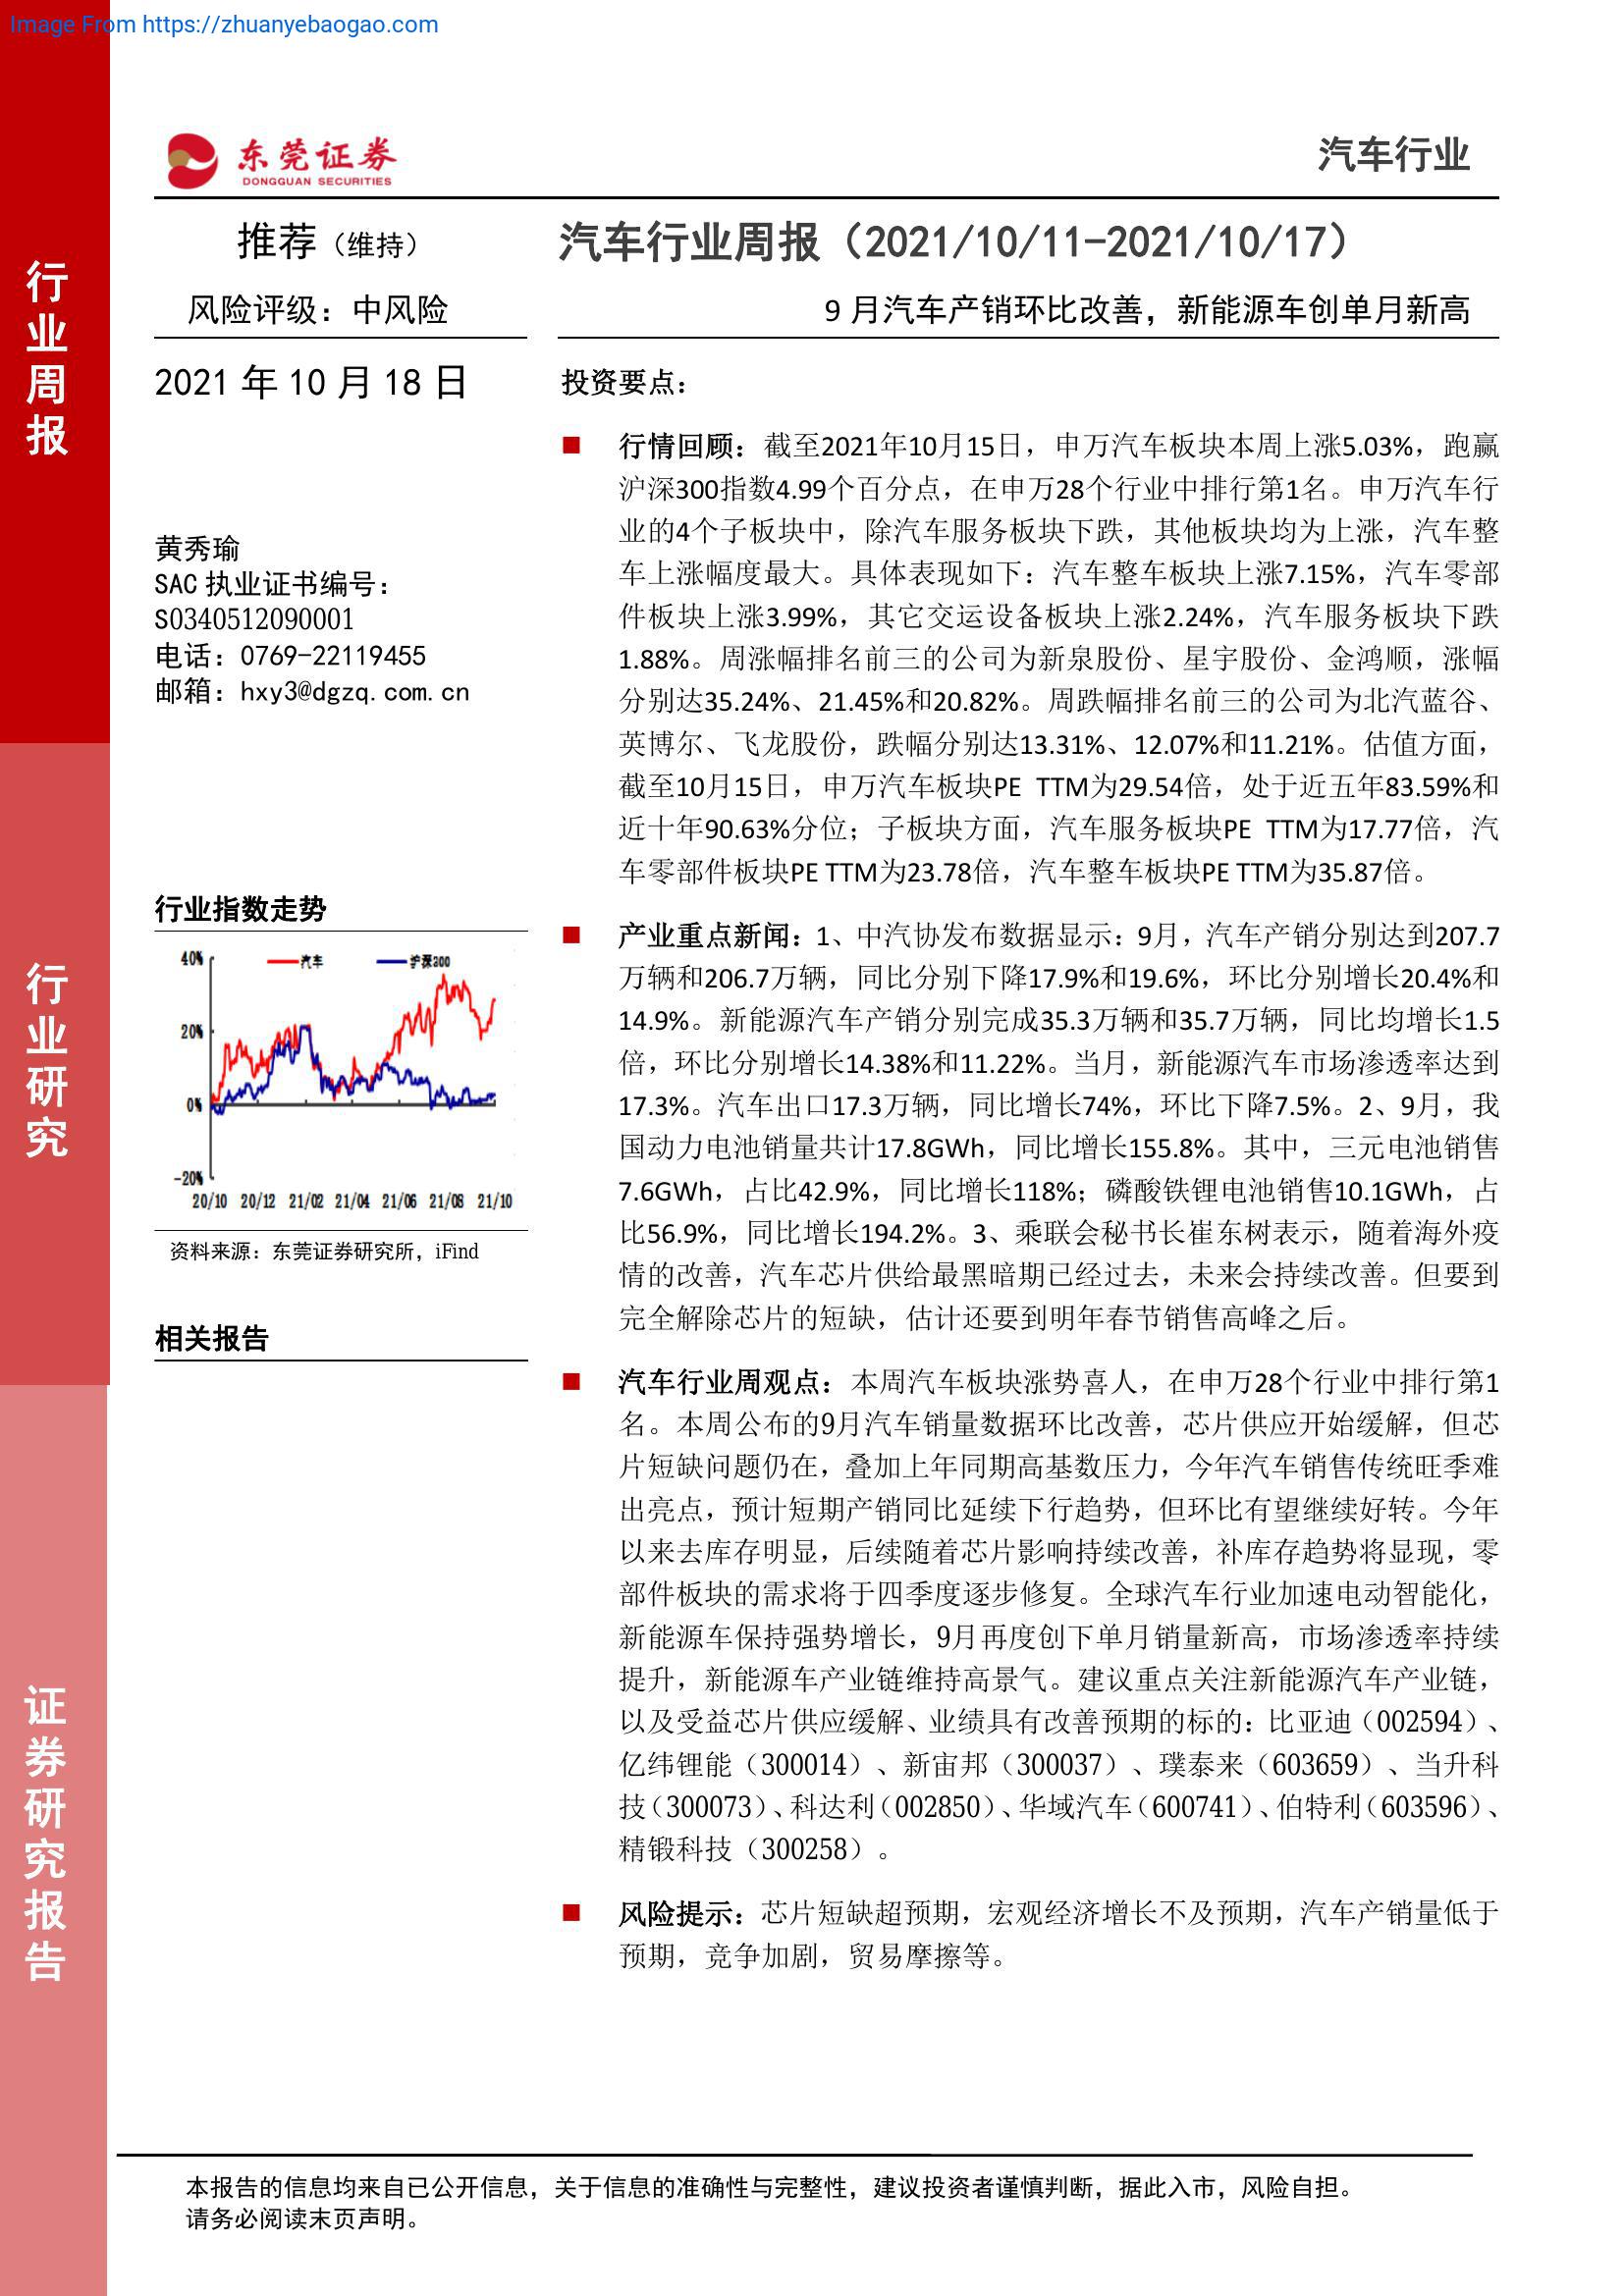 Image From https://zhuanyebaogao.com
东莞证券
DONGGUAN SECURITIES
汽车行业
行业周报
行业研究
证券研究报告
推荐（维持）
风险评级：中风险
2021 年 10 月 18 日
黄秀瑜
SAC 执业证书编号：
S0340512090001
电话：0769-22119455
邮箱：hxy3@dgzq.com.cn
行业指数走势
汽车
沪深300
40%
20%
0%
-20%
20/10 20/12 21/02 21/04 21/06 21/08 21/10
资料来源：东莞证券研究所，iFind
相关报告
汽车行业周报（2021/10/11-2021/10/17）
9 月汽车产销环比改善，新能源车创单月新高
投资要点：
行情回顾：截至2021年10月15日，申万汽车板块本周上涨5.03%，跑赢
沪深300指数4.99个百分点，在申万28个行业中排行第1名。申万汽车行
业的4个子板块中，除汽车服务板块下跌，其他板块均为上涨，汽车整
车上涨幅度最大。具体表现如下：汽车整车板块上涨7.15%，汽车零部
件板块上涨3.99%，其它交运设备板块上涨2.24%，汽车服务板块下跌
1.88%。周涨幅排名前三的公司为新泉股份、星宇股份、金鸿顺，涨幅
分别达35.24%、21.45%和20.82%。周跌幅排名前三的公司为北汽蓝谷、
英博尔、飞龙股份，跌幅分别达13.31%、12.07%和11.21%。估值方面，
截至10月15日，申万汽车板块PE TTM为29.54倍，处于近五年83.59%和
近十年90.63%分位；子板块方面，汽车服务板块PE TTM为17.77倍，汽
车零部件板块PE TTM为23.78倍，汽车整车板块PE TTM为35.87倍。
产业重点新闻：1、中汽协发布数据显示：9月，汽车产销分别达到207.7
万辆和206.7万辆，同比分别下降17.9%和19.6%，环比分别增长20.4%和
14.9%。新能源汽车产销分别完成35.3万辆和35.7万辆，同比均增长1.5
倍，环比分别增长14.38%和11.22%。当月，新能源汽车市场渗透率达到
17.3%。汽车出口17.3万辆，同比增长74%，环比下降7.5%。2、9月，我
国动力电池销量共计17.8GWh，同比增长155.8%。其中，三元电池销售
7.6GWh，占比42.9%，同比增长118%；磷酸铁锂电池销售10.1GWh，占
比56.9%，同比增长194.2%。3、乘联会秘书长崔东树表示，随着海外疫
情的改善，汽车芯片供给最黑暗期已经过去，未来会持续改善。但要到
完全解除芯片的短缺，估计还要到明年春节销售高峰之后。
汽车行业周观点：本周汽车板块涨势喜人，在申万28个行业中排行第1
名。本周公布的9月汽车销量数据环比改善，芯片供应开始缓解，但芯
片短缺问题仍在，叠加上年同期高基数压力，今年汽车销售传统旺季难
出亮点，预计短期产销同比延续下行趋势，但环比有望继续好转。今年
以来去库存明显，后续随着芯片影响持续改善，补库存趋势将显现，零
部件板块的需求将于四季度逐步修复。全球汽车行业加速电动智能化，
新能源车保持强势增长，9月再度创下单月销量新高，市场渗透率持续
提升，新能源车产业链维持高景气。建议重点关注新能源汽车产业链，
以及受益芯片供应缓解、业绩具有改善预期的标的：比亚迪（002594）、
亿纬锂能（300014）、新宙邦（300037）、璞泰来（603659）、当升科
技（300073）、科达利（002850）、华域汽车（600741）、伯特利（603596）、
精锻科技（300258）。
风险提示：芯片短缺超预期，宏观经济增长不及预期，汽车产销量低于
预期，竞争加剧，贸易摩擦等。
本报告的信息均来自已公开信息，关于信息的准确性与完整性，建议投资者谨慎判断，据此入市，风险自担。
请务必阅读末页声明。